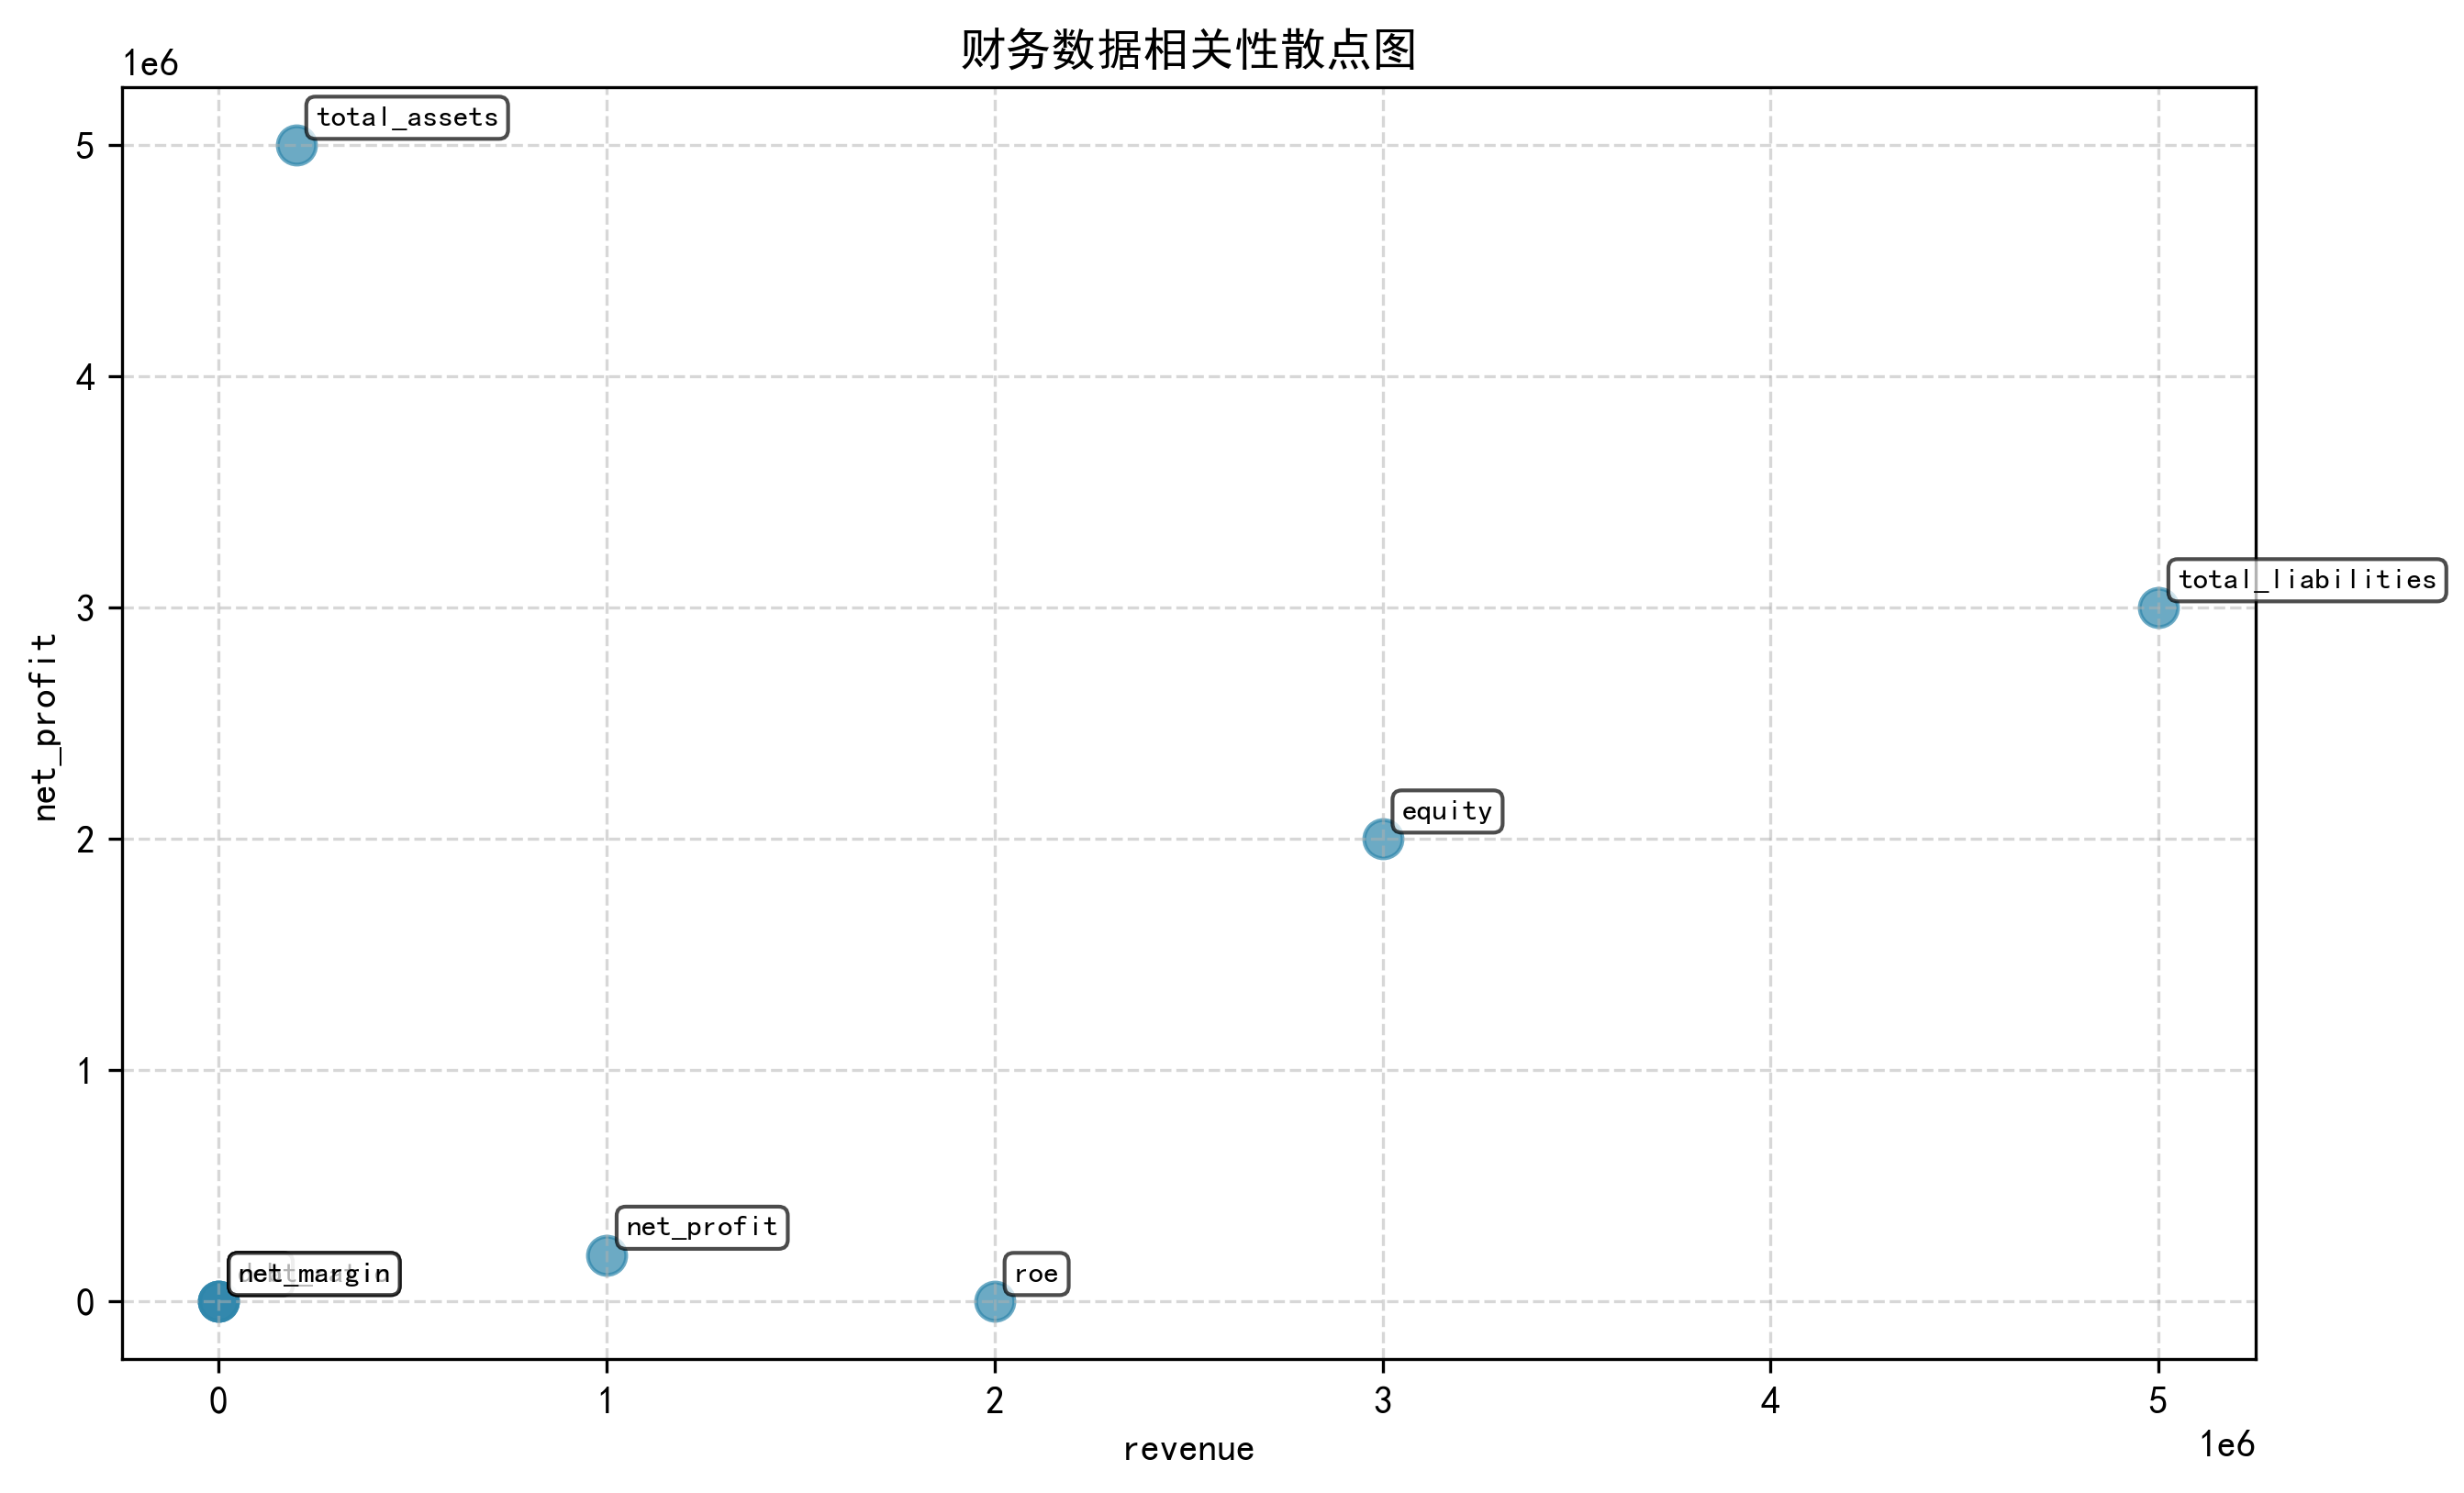 财务数据相关性散点图
1e6
5
4
3
2
1
0
net_profit
total_assets
total_liabilities
equity
net_profit
roe
net_margin
0
1
2
3
4
5
1e6
revenue